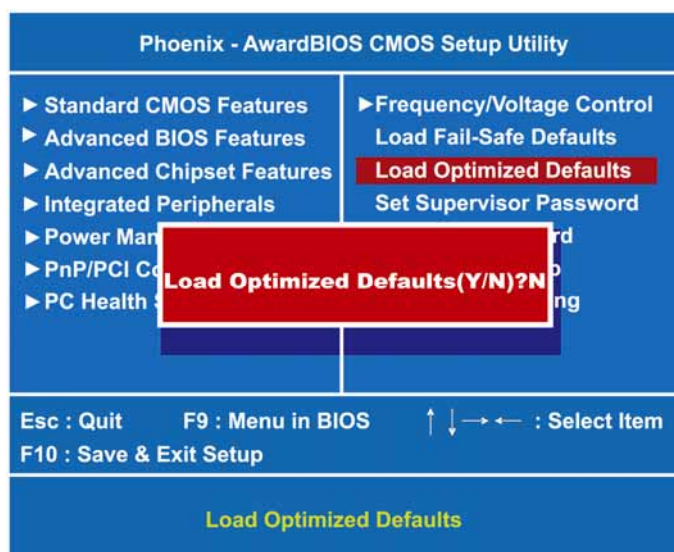 Phoenix - AwardBIOS CMOS Setup Utility
► Standard CMOS Features
► Advanced BIOS Features
► Advanced Chipset Features
► Integrated Peripherals
► Power Man
► PnP/PCI Co
► PC Health S
► Frequency/Voltage Control
Load Fail-Safe Defaults
Load Optimized Defaults
Set Supervisor Password
rd
ng
Load Optimized Defaults(Y/N)?N
Esc : Quit F9 : Menu in BIOS ↑ ↓ → ← : Select Item
F10 : Save & Exit Setup
Load Optimized Defaults